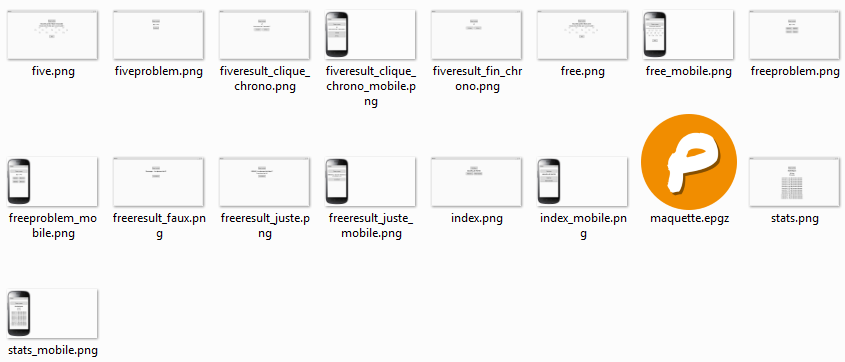 five.png
fiveproblem.png
fiveresult_clique_
chrono.png
fiveresult_clique_
chrono_mobile.p
ng
fiveresult_fin_chr
ono.png
free.png
free_mobile.png
freeproblem.png
freeproblem_mo
bile.png
freeresult_faux.pn
g
freeresult_juste.p
ng
freeresult_juste_
mobile.png
index.png
index_mobile.pn
g
maquette.epgz
stats.png
stats_mobile.png